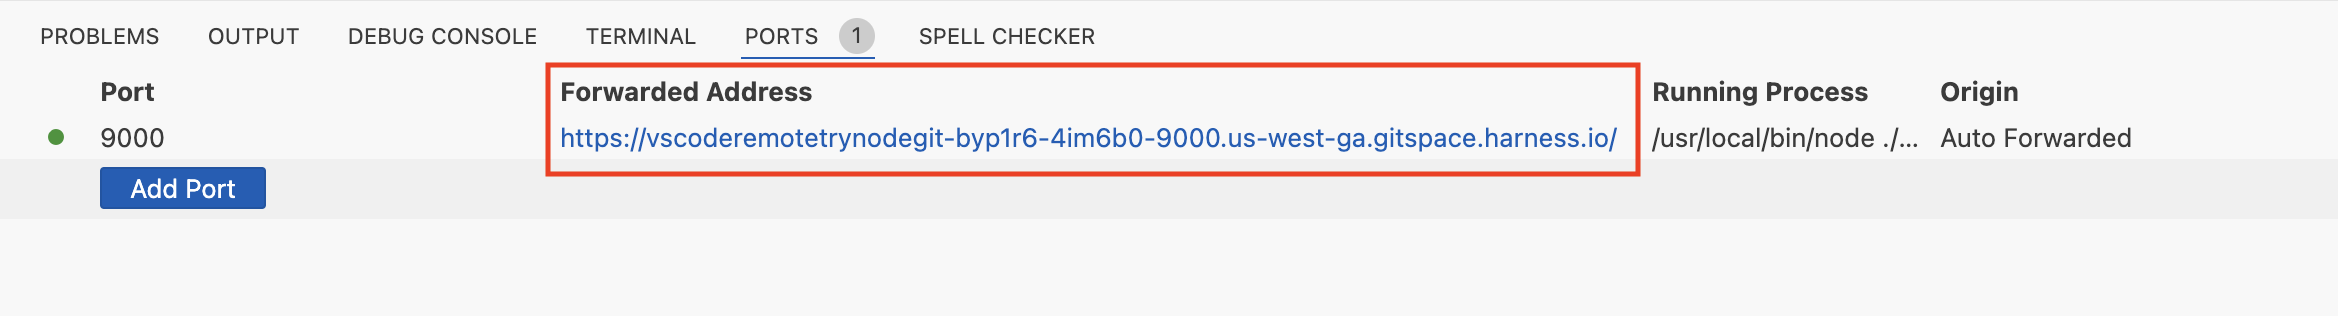 PROBLEMS OUTPUT DEBUG CONSOLE TERMINAL PORTS 1 SPELL CHECKER
Port Forwarded Address Running Process Origin
9000 https://vscoderemotetrynodegit-byp1r6-4im6b0-9000.us-west-ga.gitspace.harness.io/ /usr/local/bin/node ./... Auto Forwarded
Add Port